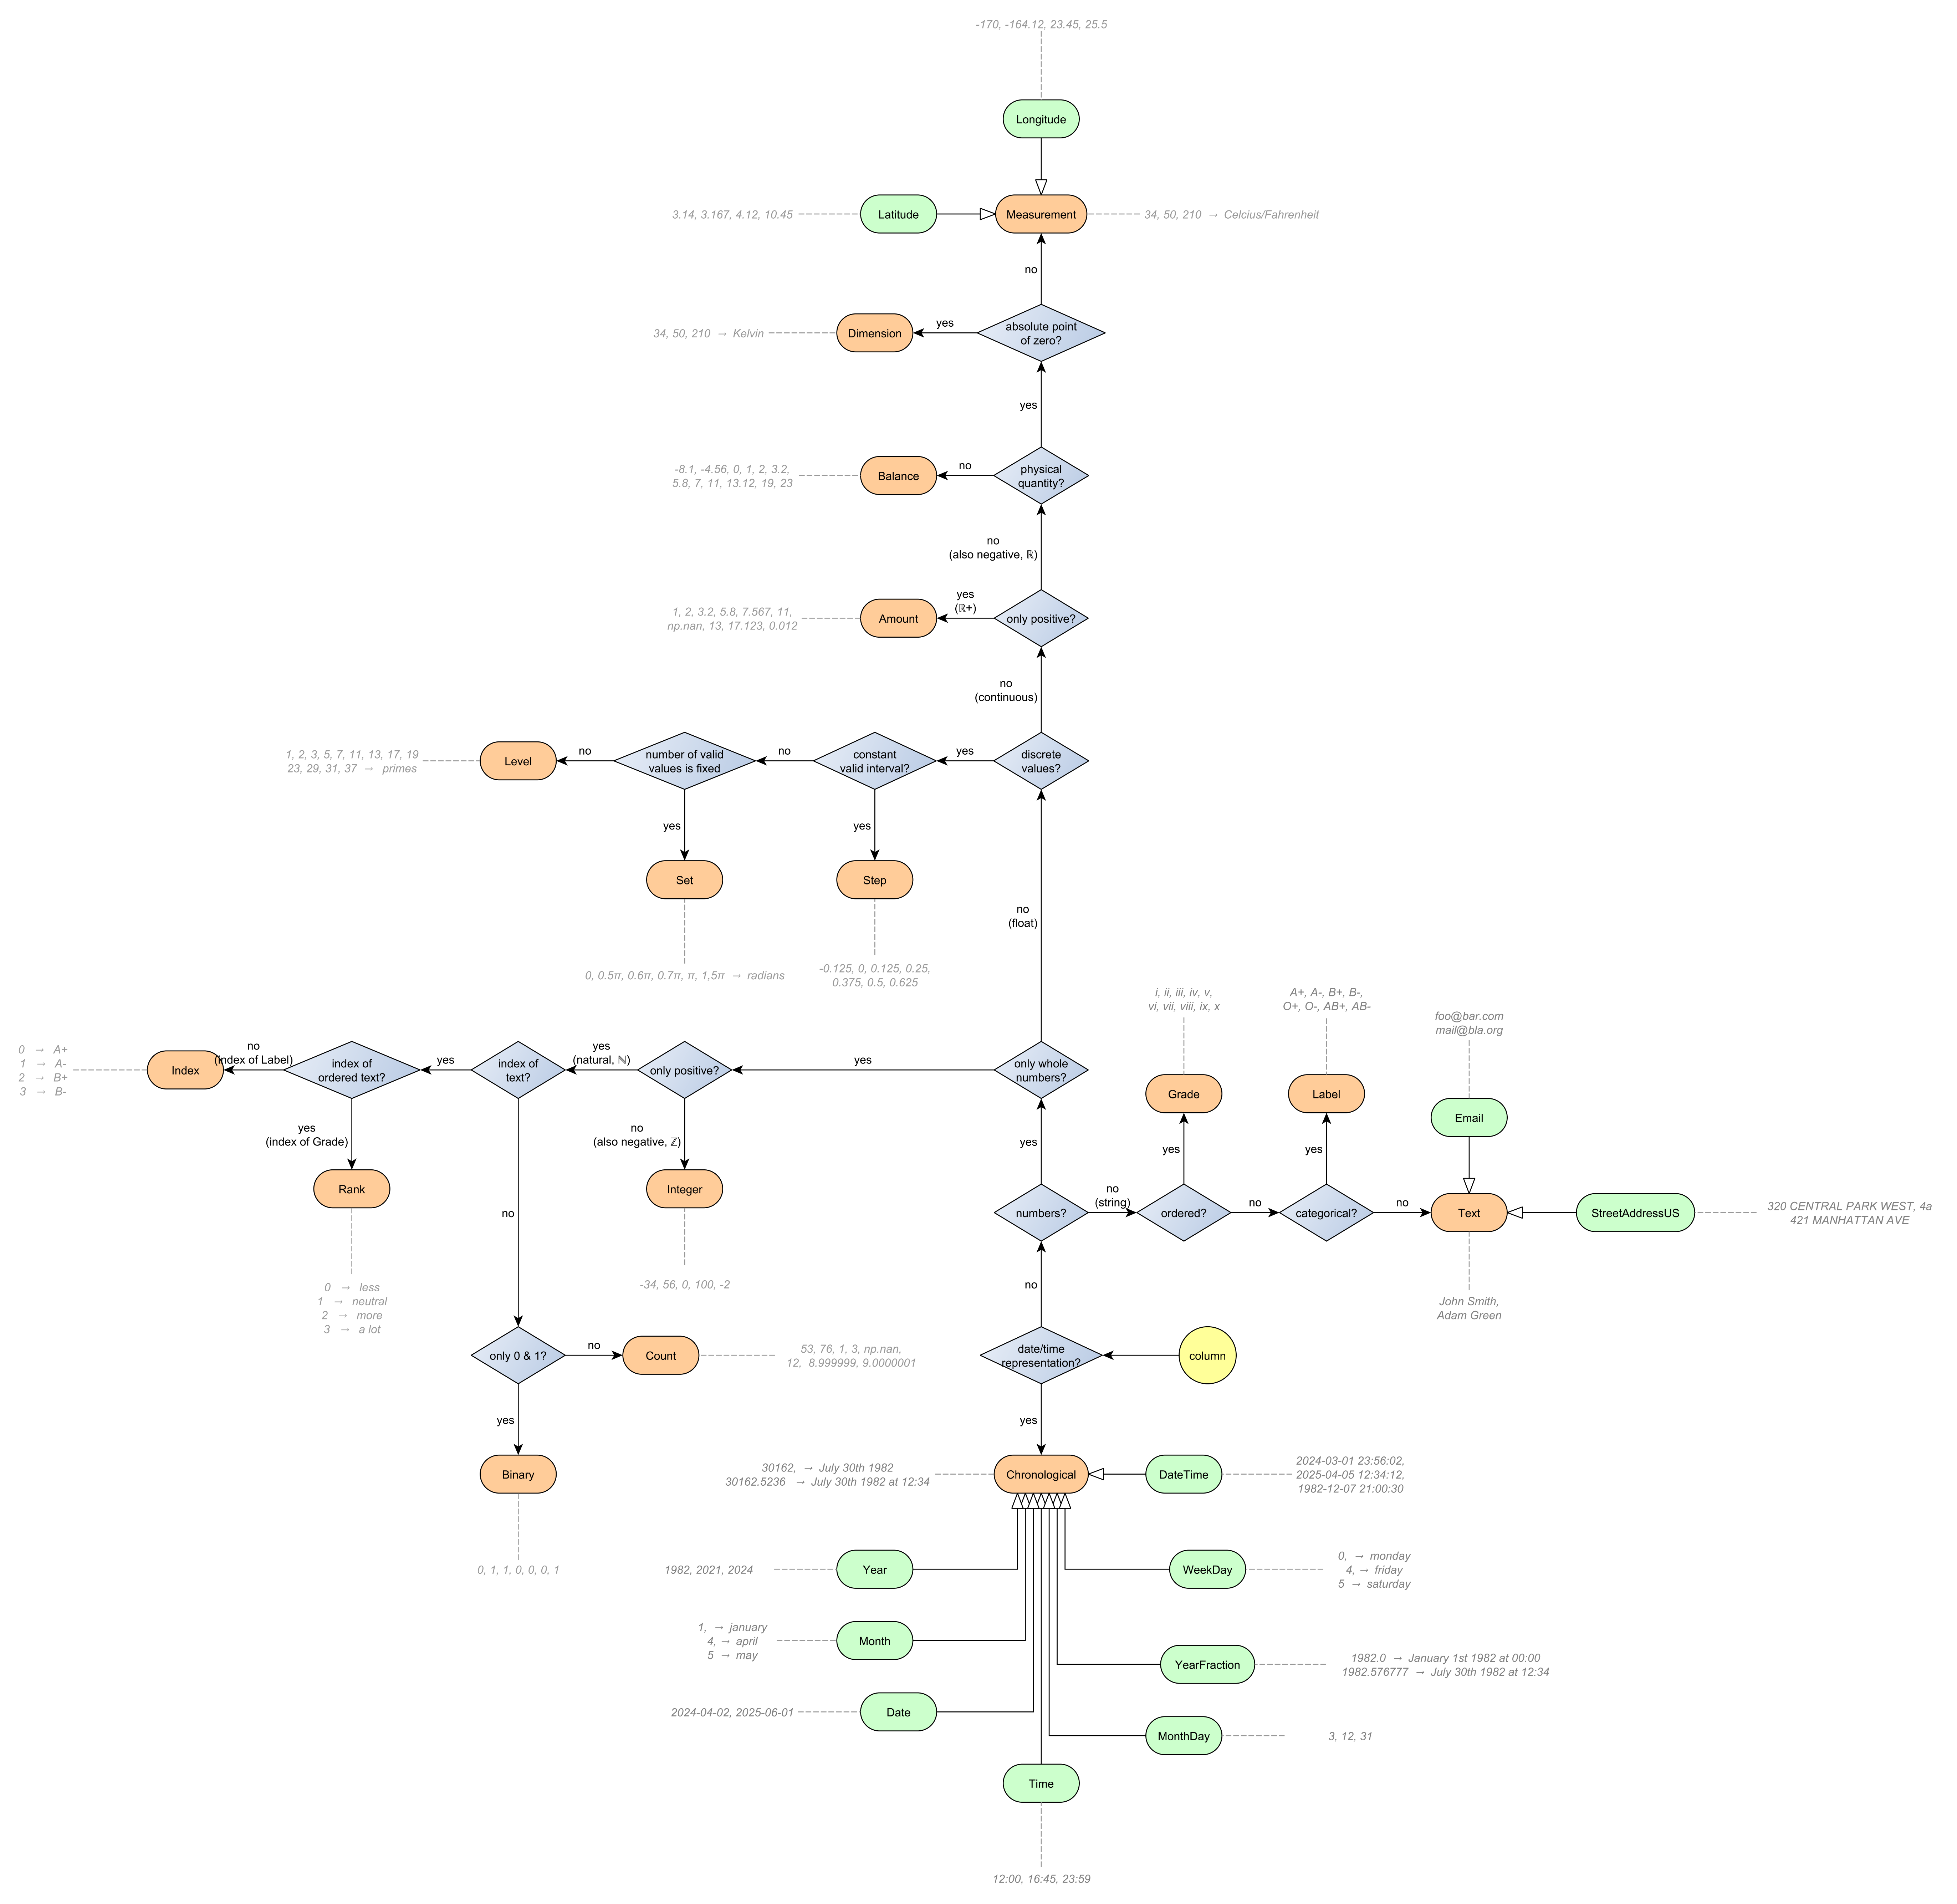 -170, -164.12, 23.45, 25.5
Longitude
3.14, 3.167, 4.12, 10.45
Latitude
Measurement
34, 50, 210 → Celcius/Fahrenheit
no
34, 50, 210 → Kelvin
Dimension
yes
absolute point
of zero?
yes
-8.1, -4.56, 0, 1, 2, 3.2,
5.8, 7, 11, 13.12, 19, 23
Balance
no
physical
quantity?
no
(also negative, ℝ)
1, 2, 3.2, 5.8, 7.567, 11,
np.nan, 13, 17.123, 0.012
Amount
yes
(ℝ+)
only positive?
no
(continuous)
1, 2, 3, 5, 7, 11, 13, 17, 19
23, 29, 31, 37 → primes
Level
no
number of valid
values is fixed
no
constant
valid interval?
yes
discrete
values?
yes
yes
Set
Step
no
(float)
0, 0.5π, 0.6π, 0.7π, π, 1,5π → radians
-0.125, 0, 0.125, 0.25,
0.375, 0.5, 0.625
i, ii, iii, iv, v,
vi, vii, viii, ix, x
A+, A-, B+, B-,
O+, O-, AB+, AB-
foo@bar.com
mail@bla.org
0 → A+
1 → A-
2 → B+
3 → B-
Index
no
(index of Label)
index of
ordered text?
yes
index of
text?
yes
(natural, ℕ)
only positive?
yes
only whole
numbers?
Grade
Label
Email
yes
(index of Grade)
no
(also negative, ℤ)
yes
yes
yes
Rank
Integer
no
numbers?
no
(string)
ordered?
no
categorical?
no
Text
StreetAddressUS
320 CENTRAL PARK WEST, 4a
421 MANHATTAN AVE
0 → less
1 → neutral
2 → more
3 → a lot
-34, 56, 0, 100, -2
no
John Smith,
Adam Green
only 0 & 1?
no
Count
53, 76, 1, 3, np.nan,
12, 8.999999, 9.0000001
date/time
representation?
column
yes
yes
Binary
30162, → July 30th 1982
30162.5236 → July 30th 1982 at 12:34
Chronological
DateTime
2024-03-01 23:56:02,
2025-04-05 12:34:12,
1982-12-07 21:00:30
0, 1, 1, 0, 0, 0, 1
1982, 2021, 2024
Year
WeekDay
0, → monday
4, → friday
5 → saturday
1, → january
4, → april
5 → may
Month
YearFraction
1982.0 → January 1st 1982 at 00:00
1982.576777 → July 30th 1982 at 12:34
2024-04-02, 2025-06-01
Date
MonthDay
3, 12, 31
Time
12:00, 16:45, 23:59